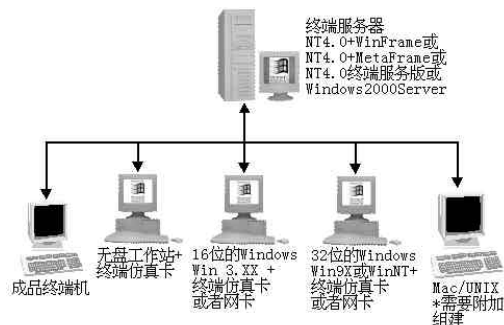 终端服务器
NT4.0+WinFrame或
NT4.0+MetaFrame或
NT4.0终端服务版或
Windows2000Server
成品终端机
无盘工作站+
终端仿真卡
16位的Windows
Win 3.XX +
终端仿真卡
或者网卡
32位的Windows
Win9X或WinNT+
终端仿真卡
或者网卡
Mac/UNIX
*需要附加
组建